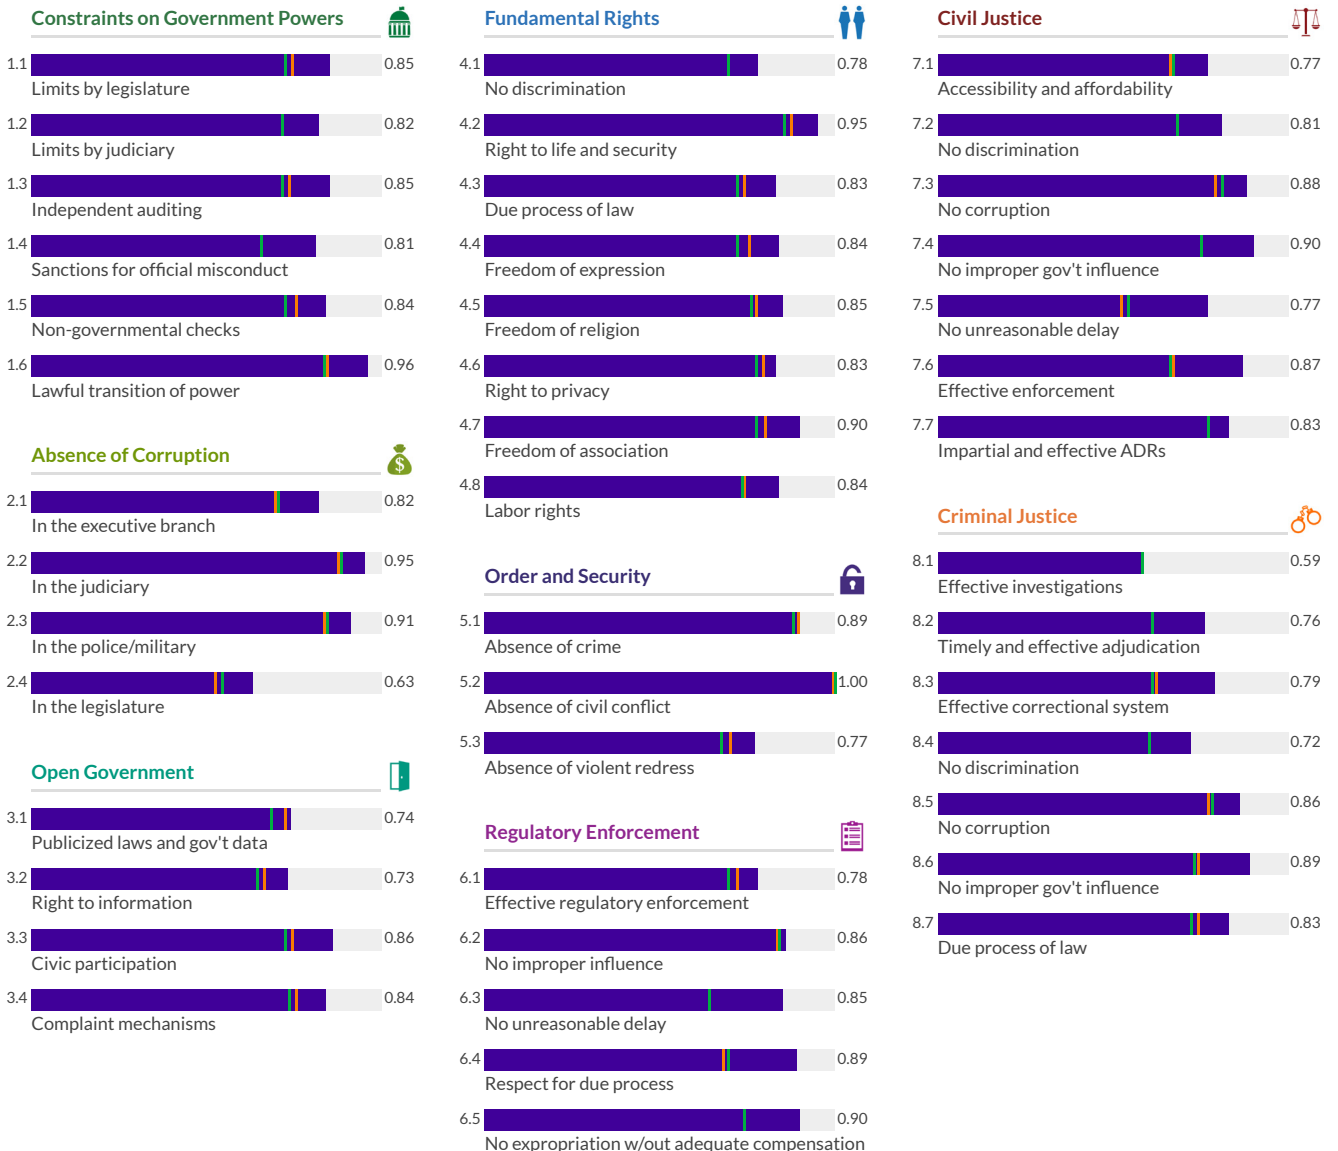 Constraints on Government Powers
1.1 0.85
Limits by legislature
1.2 0.82
Limits by judiciary
1.3 0.85
Independent auditing
1.4 0.81
Sanctions for official misconduct
1.5 0.84
Non-governmental checks
1.6 0.96
Lawful transition of power
Absence of Corruption
$
2.1 0.82
In the executive branch
2.2 0.95
In the judiciary
2.3 0.91
In the police/military
2.4 0.63
In the legislature
Open Government
3.1 0.74
Publicized laws and gov't data
3.2 0.73
Right to information
3.3 0.86
Civic participation
3.4 0.84
Complaint mechanisms
Fundamental Rights
4.1 0.78
No discrimination
4.2 0.95
Right to life and security
4.3 0.83
Due process of law
4.4 0.84
Freedom of expression
4.5 0.85
Freedom of religion
4.6 0.83
Right to privacy
4.7 0.90
Freedom of association
4.8 0.84
Labor rights
Order and Security
5.1 0.89
Absence of crime
5.2 1.00
Absence of civil conflict
5.3 0.77
Absence of violent redress
Regulatory Enforcement
6.1 0.78
Effective regulatory enforcement
6.2 0.86
No improper influence
6.3 0.85
No unreasonable delay
6.4 0.89
Respect for due process
6.5 0.90
No expropriation w/out adequate compensation
Civil Justice
7.1 0.77
Accessibility and affordability
7.2 0.81
No discrimination
7.3 0.88
No corruption
7.4 0.90
No improper gov't influence
7.5 0.77
No unreasonable delay
7.6 0.87
Effective enforcement
7.7 0.83
Impartial and effective ADRs
Criminal Justice
8.1 0.59
Effective investigations
8.2 0.76
Timely and effective adjudication
8.3 0.79
Effective correctional system
8.4 0.72
No discrimination
8.5 0.86
No corruption
8.6 0.89
No improper gov't influence
8.7 0.83
Due process of law